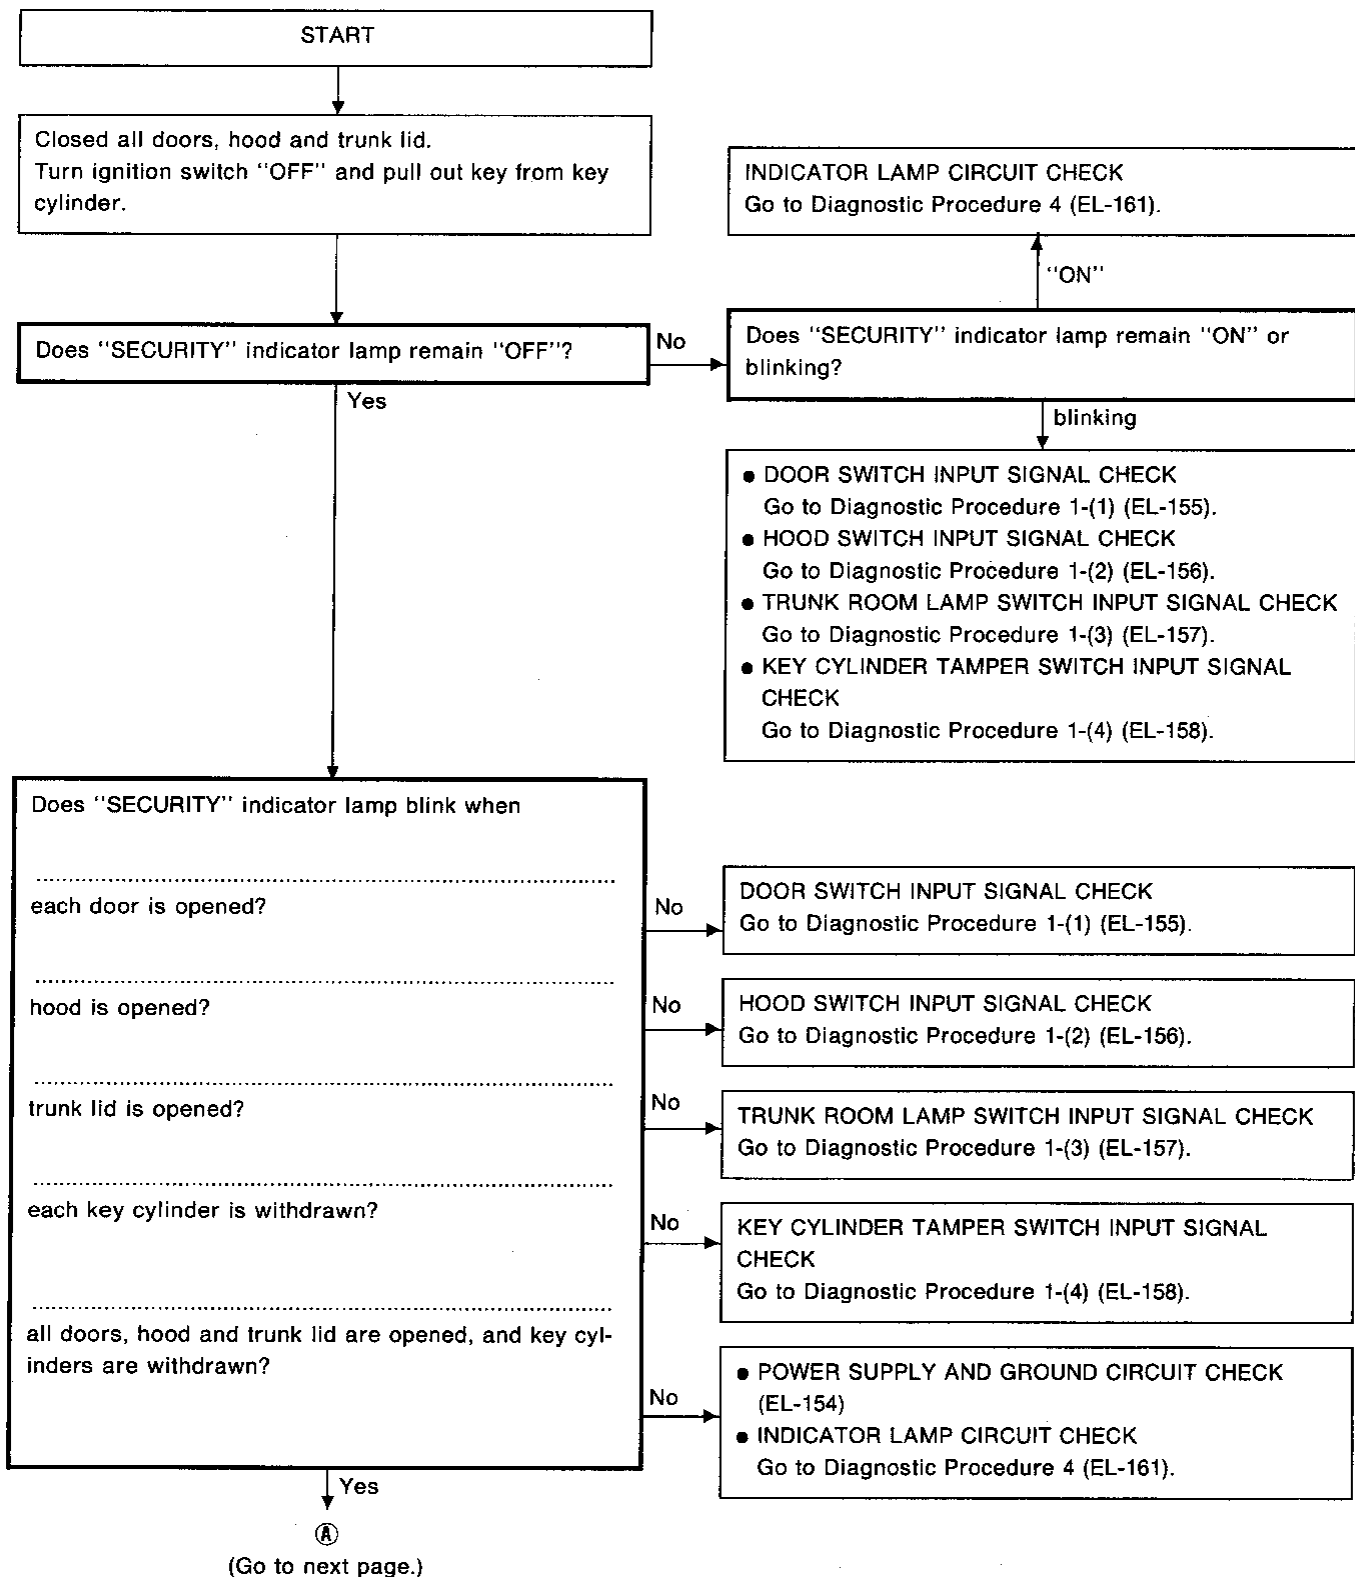 START
Closed all doors, hood and trunk lid.
Turn ignition switch "OFF" and pull out key from key
cylinder.
INDICATOR LAMP CIRCUIT CHECK
Go to Diagnostic Procedure 4 (EL-161).
"ON"
Does "SECURITY" indicator lamp remain "OFF"?
No
Does "SECURITY" indicator lamp remain "ON" or
blinking?
Yes
blinking
● DOOR SWITCH INPUT SIGNAL CHECK
Go to Diagnostic Procedure 1-(1) (EL-155).
● HOOD SWITCH INPUT SIGNAL CHECK
Go to Diagnostic Procedure 1-(2) (EL-156).
● TRUNK ROOM LAMP SWITCH INPUT SIGNAL CHECK
Go to Diagnostic Procedure 1-(3) (EL-157).
● KEY CYLINDER TAMPER SWITCH INPUT SIGNAL
CHECK
Go to Diagnostic Procedure 1-(4) (EL-158).
Does "SECURITY" indicator lamp blink when
each door is opened?
No
DOOR SWITCH INPUT SIGNAL CHECK
Go to Diagnostic Procedure 1-(1) (EL-155).
hood is opened?
No
HOOD SWITCH INPUT SIGNAL CHECK
Go to Diagnostic Procedure 1-(2) (EL-156).
trunk lid is opened?
No
TRUNK ROOM LAMP SWITCH INPUT SIGNAL CHECK
Go to Diagnostic Procedure 1-(3) (EL-157).
each key cylinder is withdrawn?
No
KEY CYLINDER TAMPER SWITCH INPUT SIGNAL
CHECK
Go to Diagnostic Procedure 1-(4) (EL-158).
all doors, hood and trunk lid are opened, and key cyl-
inders are withdrawn?
No
● POWER SUPPLY AND GROUND CIRCUIT CHECK
(EL-154)
● INDICATOR LAMP CIRCUIT CHECK
Go to Diagnostic Procedure 4 (EL-161).
Yes
Ⓐ
(Go to next page.)